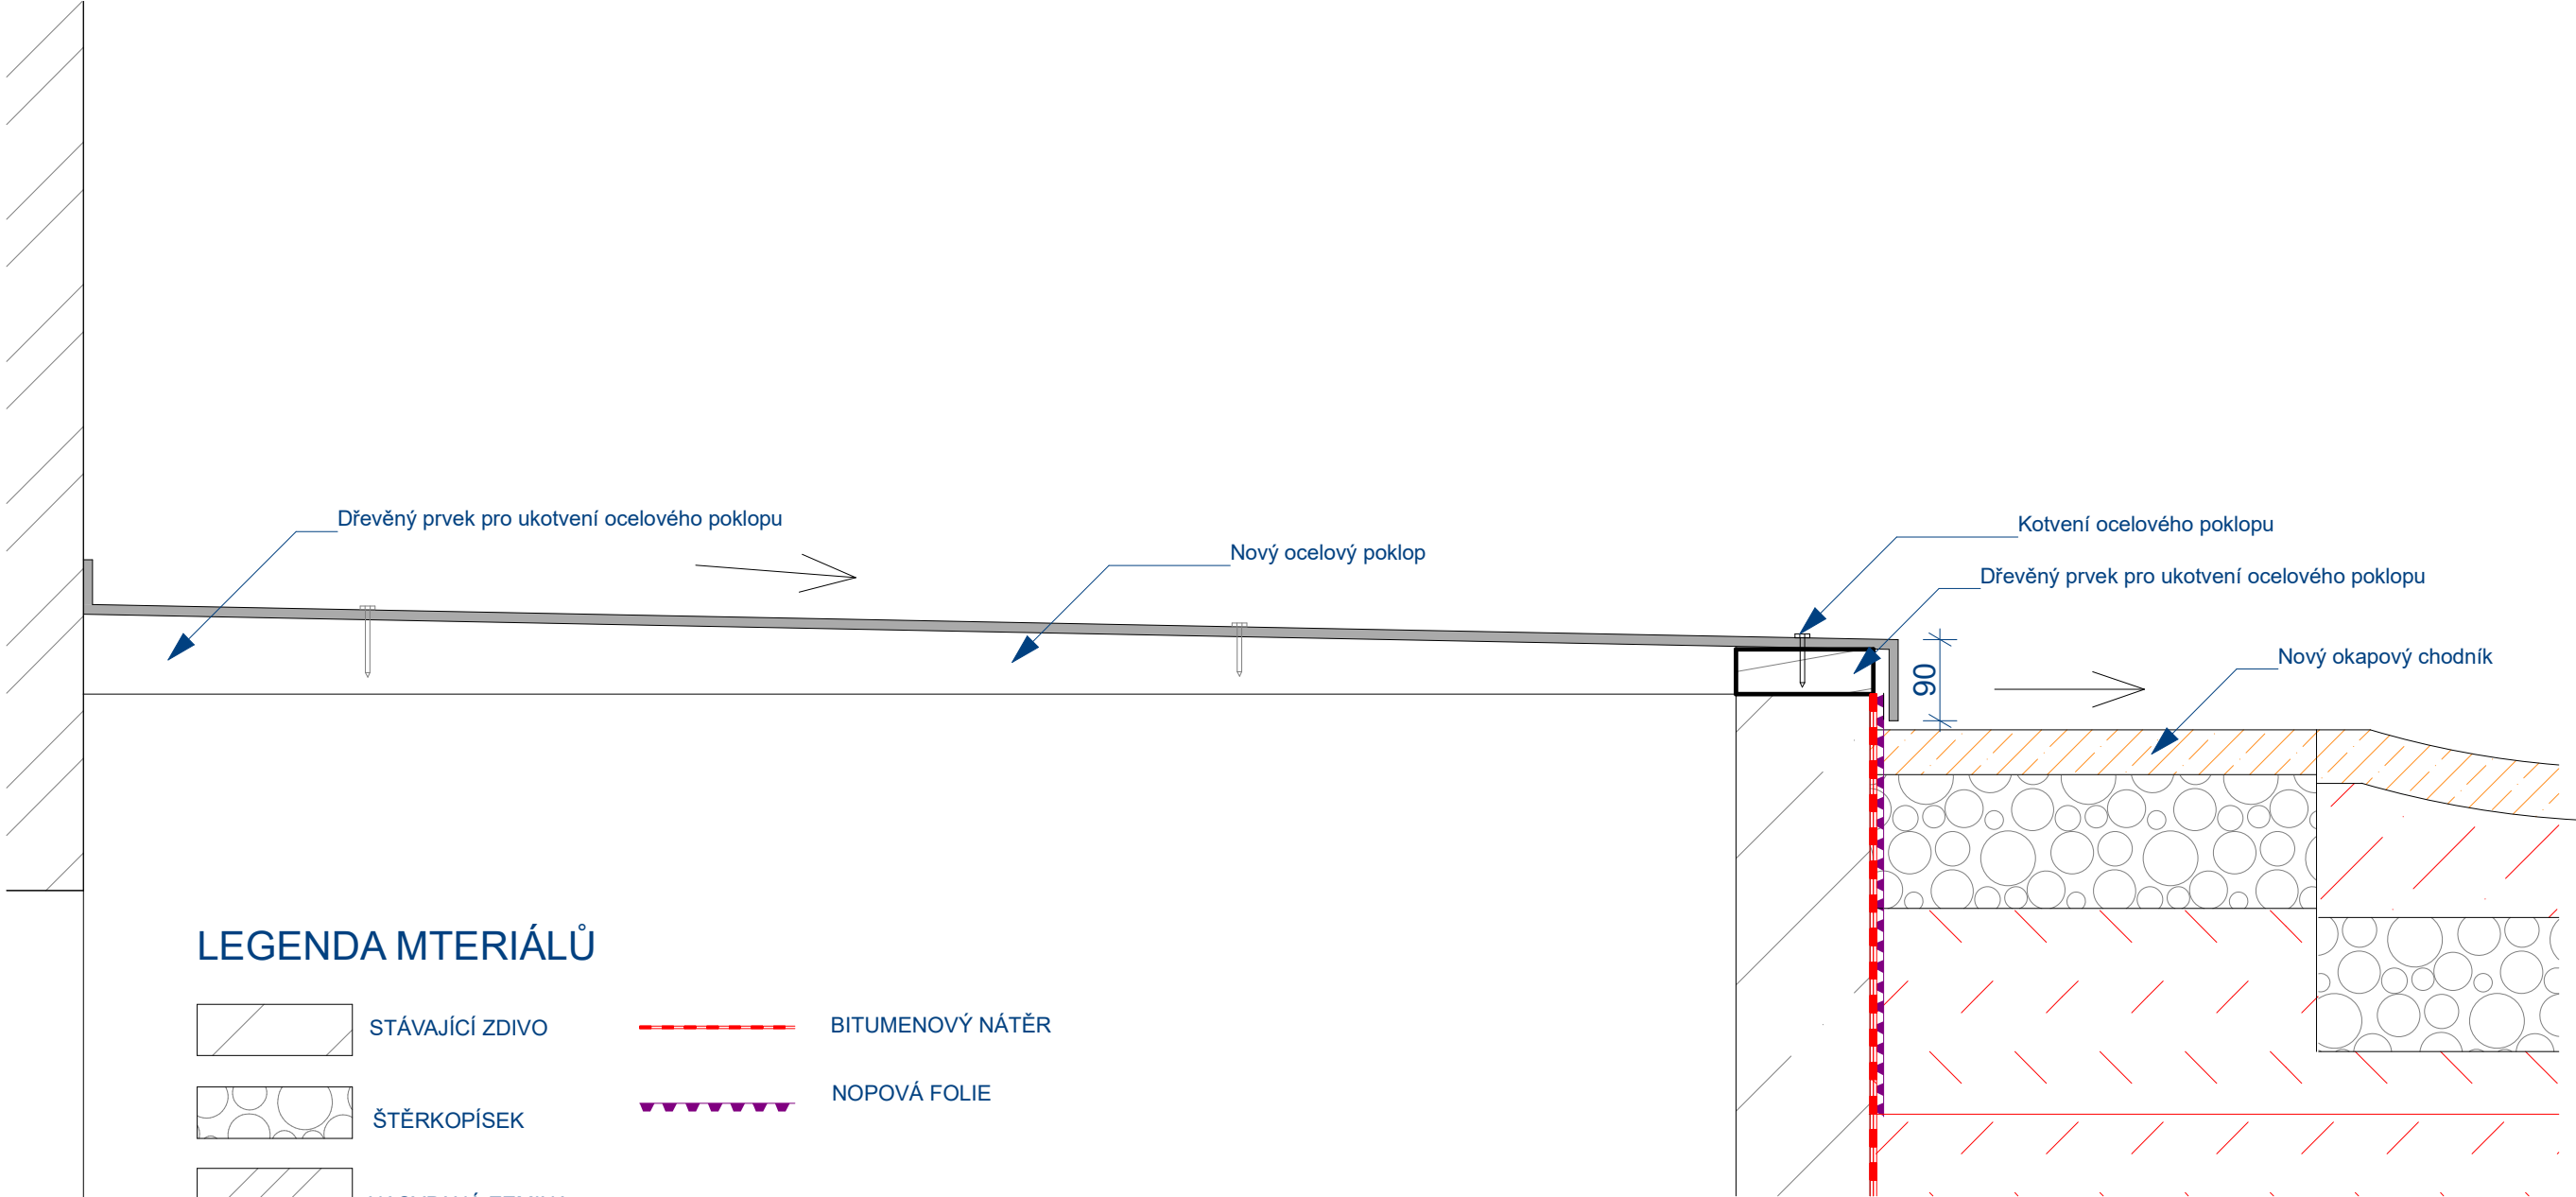 Dřevěný prvek pro ukotvení ocelového poklopu
Nový ocelový poklop
Kotvení ocelového poklopu
Dřevěný prvek pro ukotvení ocelového poklopu
Nový okapový chodník
90
LEGENDA MTERIÁLŮ
STÁVAJÍCÍ ZDIVO
BITUMENOVÝ NÁTĚR
ŠTĚRKOPÍSEK
NOPOVÁ FOLIE